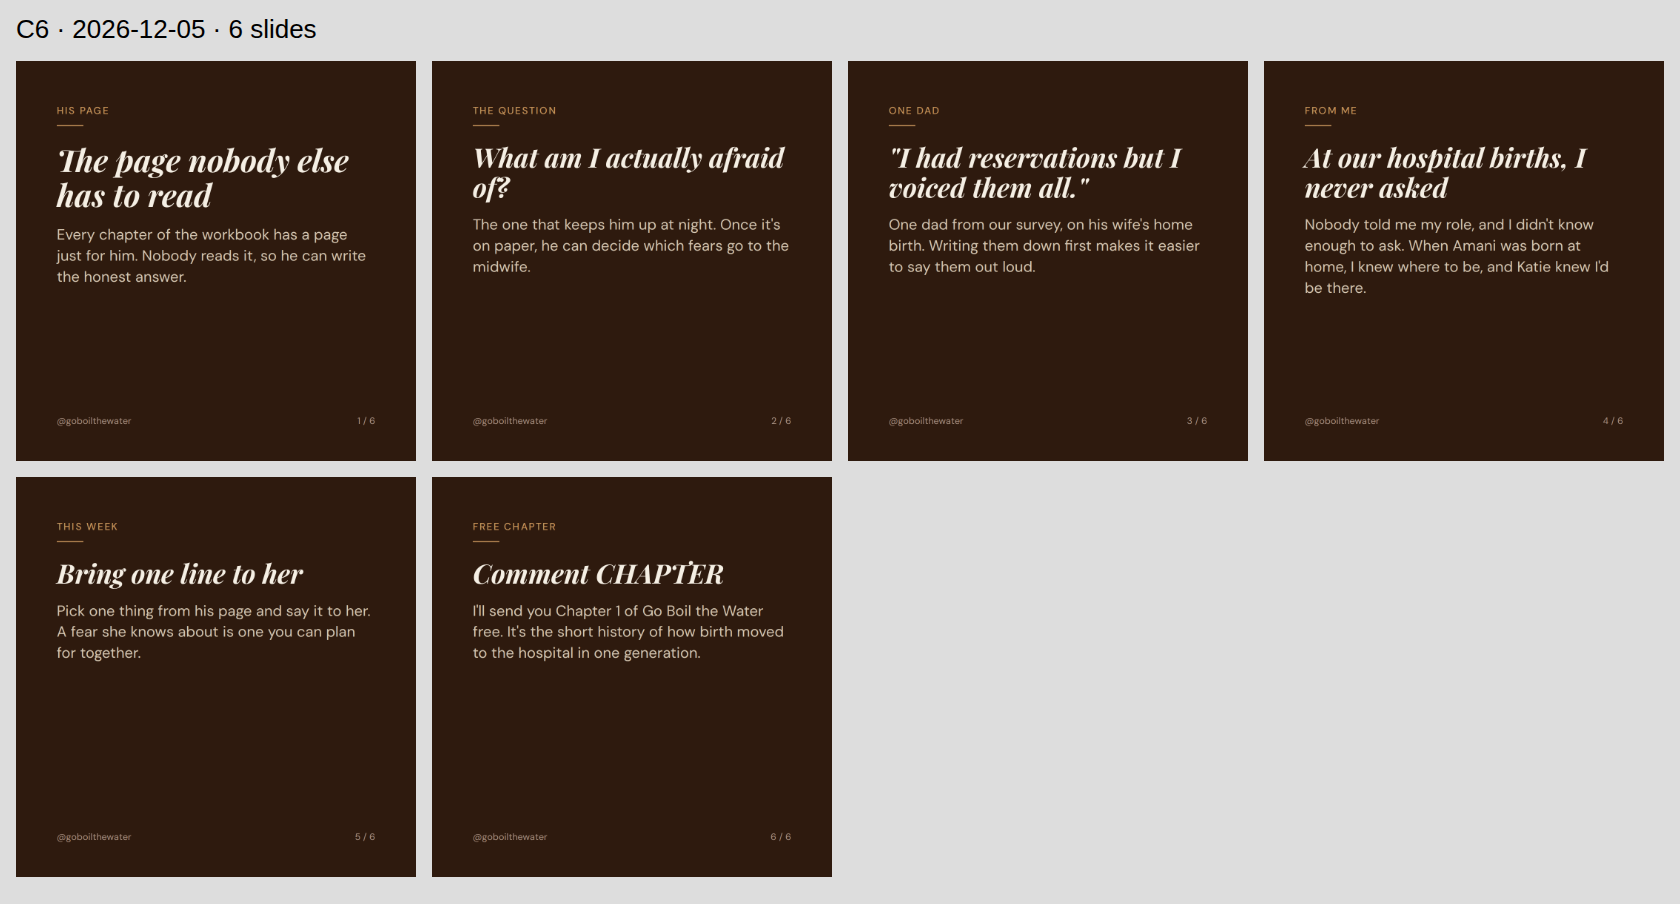 C6 · 2026-12-05 · 6 slides
HIS PAGE
The page nobody else
has to read
Every chapter of the workbook has a page
just for him. Nobody reads it, so he can write
the honest answer.
@goboilthewater
1 / 6
THE QUESTION
What am I actually afraid
of?
The one that keeps him up at night. Once it's
on paper, he can decide which fears go to the
midwife.
@goboilthewater
2 / 6
ONE DAD
"I had reservations but I
voiced them all."
One dad from our survey, on his wife's home
birth. Writing them down first makes it easier
to say them out loud.
@goboilthewater
3 / 6
FROM ME
At our hospital births, I
never asked
Nobody told me my role, and I didn't know
enough to ask. When Amani was born at
home, I knew where to be, and Katie knew I'd
be there.
@goboilthewater
4 / 6
THIS WEEK
Bring one line to her
Pick one thing from his page and say it to her.
A fear she knows about is one you can plan
for together.
@goboilthewater
5 / 6
FREE CHAPTER
Comment CHAPTER
I'll send you Chapter 1 of Go Boil the Water
free. It's the short history of how birth moved
to the hospital in one generation.
@goboilthewater
6 / 6